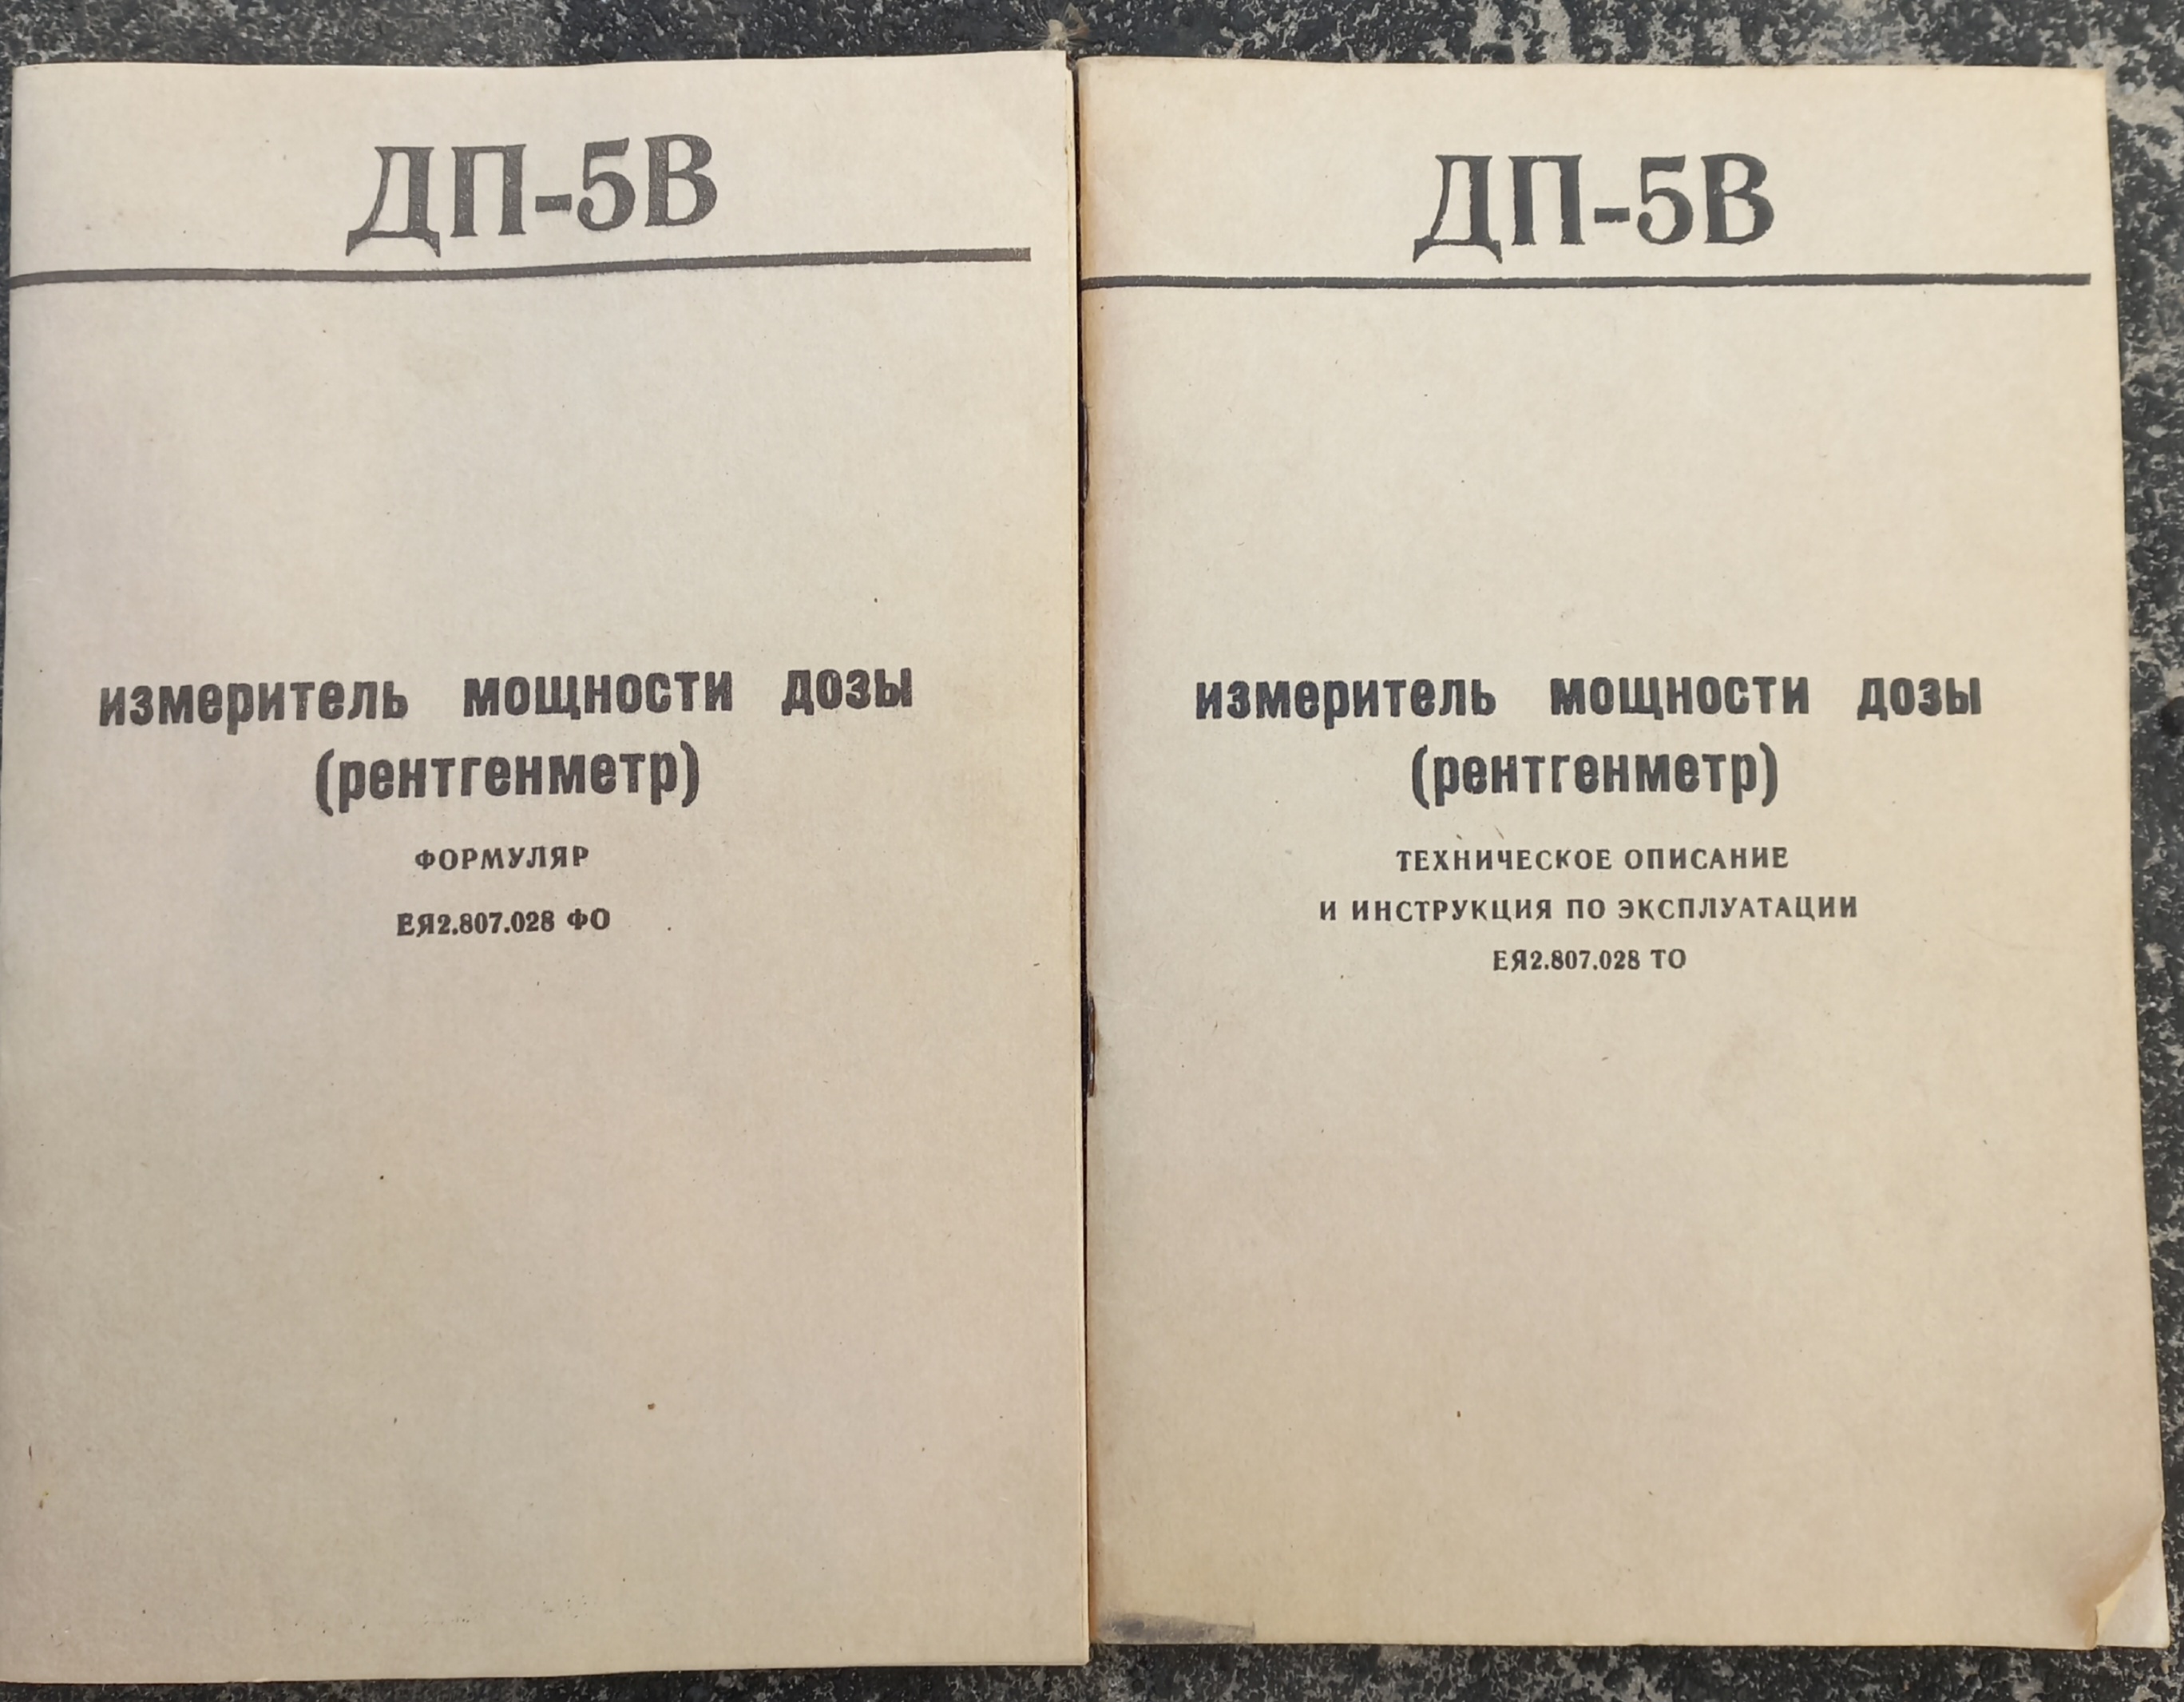 ДП-5В
измеритель мощности дозы
(рентгенметр)
ФОРМУЛЯР
ЕЯ2.807.028 ФО
ДП-5В
измеритель мощности дозы
(рентгенметр)
ТЕХНИЧЕСКОЕ ОПИСАНИЕ
И ИНСТРУКЦИЯ ПО ЭКСПЛУАТАЦИИ
ЕЯ2.807.028 ТО